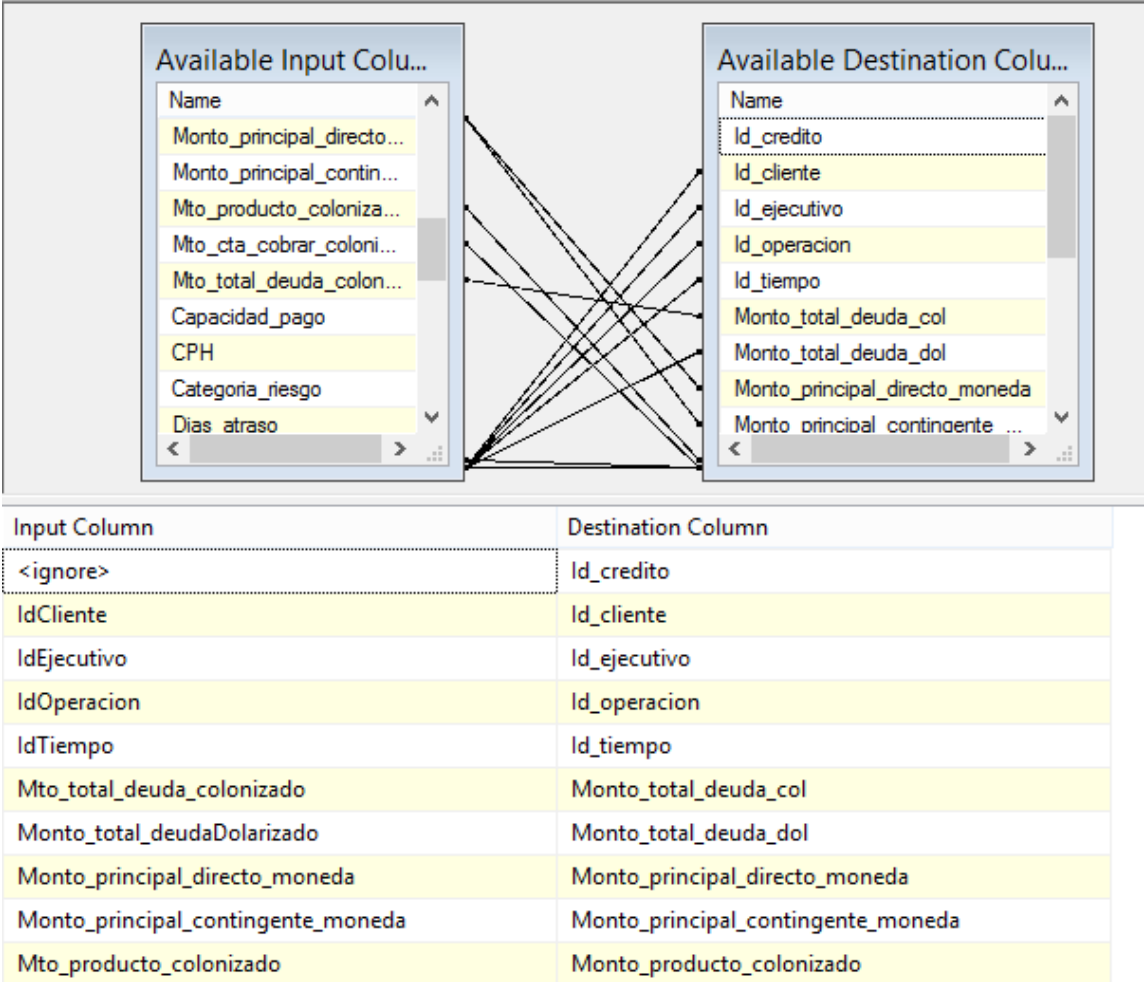 Available Input Colu...
Name
Monto_principal_directo...
Monto_principal_contin...
Mto_producto_coloniza...
Mto_cta_cobrar_coloni...
Mto_total_deuda_colon...
Capacidad_pago
CPH
Categoria_riesgo
Dias_atraso
Available Destination Colu...
Name
Id_credito
Id_cliente
Id_ejecutivo
Id_operacion
Id_tiempo
Monto_total_deuda_col
Monto_total_deuda_dol
Monto_principal_directo_moneda
Monto_principal_contingente_...
Input Column Destination Column
<ignore> Id_credito
IdCliente Id_cliente
IdEjecutivo Id_ejecutivo
IdOperacion Id_operacion
IdTiempo Id_tiempo
Mto_total_deuda_colonizado Monto_total_deuda_col
Monto_total_deudaDolarizado Monto_total_deuda_dol
Monto_principal_directo_moneda Monto_principal_directo_moneda
Monto_principal_contingente_moneda Monto_principal_contingente_moneda
Mto_producto_colonizado Monto_producto_colonizado